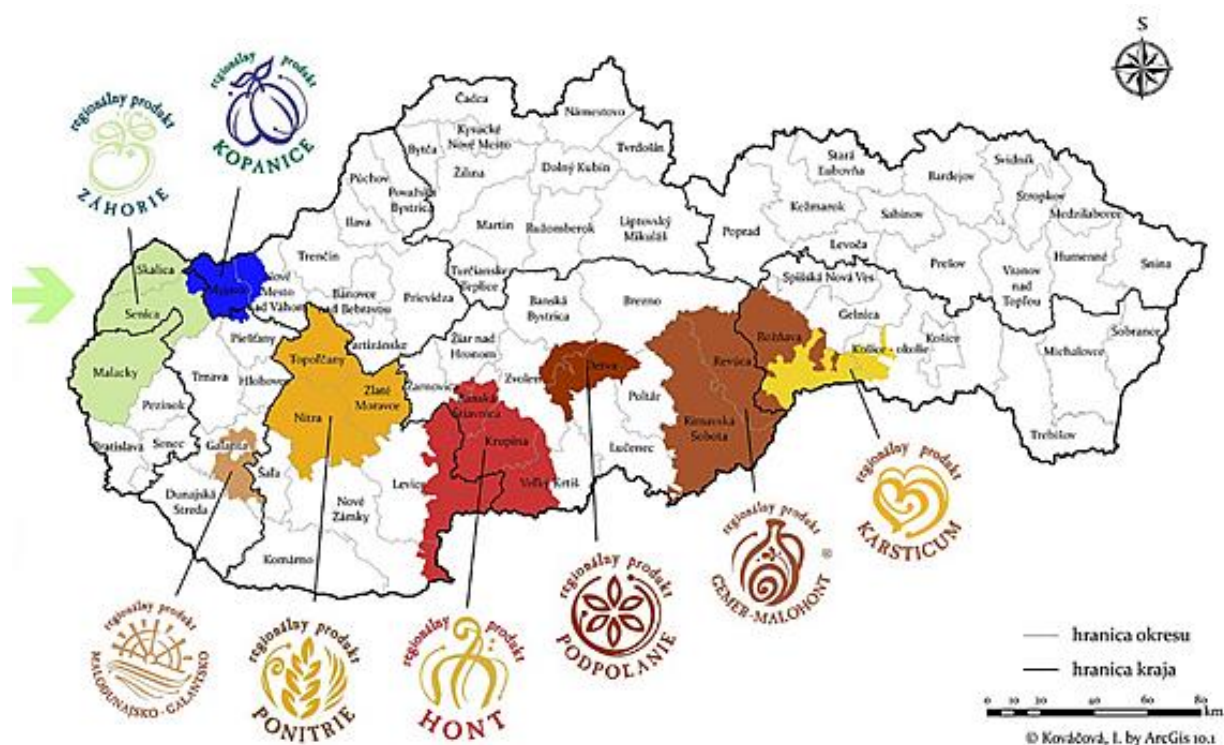 S
regionálny produkt
KOPANICE
regionálny produkt
ZÁHORIE
Čadca
Námestovo
Kysucké
Nové Mesto
Bytča
Tvrdošín
Žilina
Dolný Kubín
Púchov
Považská
Bystrica
Ilava
Martin
Ružomberok
Liptovský
Mikuláš
Stará
Ľubovňa
Bardejov
Svidník
Stropkov
Medzilaborce
Kežmarok
Sabinov
Poprad
Levoča
Prešov
Humenné
Snina
Vranov
nad
Topľou
Skalica
Senica
Trenčín
Nové
Mesto
nad Váhom
Bánovce
nad Bebravou
Prievidza
Turčianske
Teplice
Banská
Bystrica
Brezno
Spišská Nová Ves
Gelnica
Rožňava
Košice - okolie
Košice
Michalovce
Sobrance
Trebišov
Malacky
Piešťany
Partizánske
Topoľčany
Žiar nad
Hronom
Žarnovica
Zvolen
Detva
Revúca
Trnava
Hlohovec
Zlaté
Moravce
Banská
Štiavnica
Poltár
Rimavská
Sobota
Pezinok
Nitra
Krupina
Lučenec
Bratislava
Senec
Galanta
Šaľa
Levice
Veľký Krtíš
Dunajská
Streda
Nové
Zámky
Komárno
regionálny produkt
KARSTICUM
regionálny produkt
GEMER-MALOHONT
®
regionálny produkt
PODPOĽANIE
regionálny produkt
HONT
regionálny produkt
PONITRIE
regionálny produkt
MALODUNAJSKO-GALANTSKO
hranica okresu
hranica kraja
0 10 20 40 60 80
km
© Kováčová, I. by ArcGis 10.1